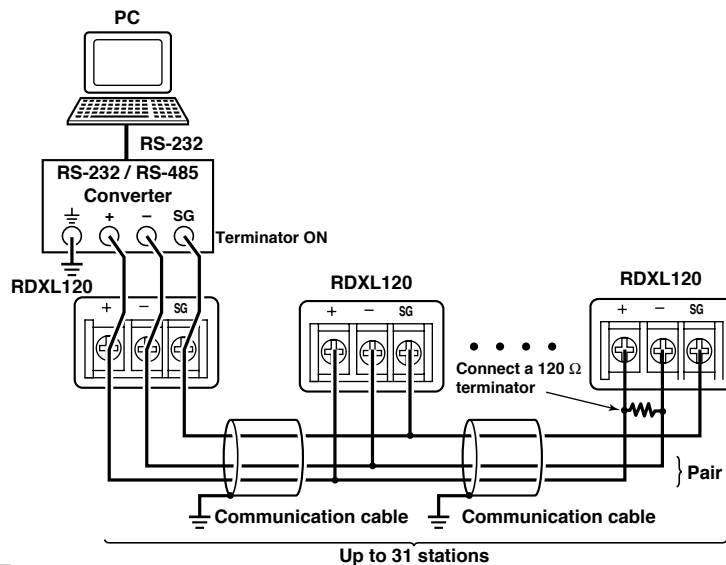 PC
RS-232
RS-232 / RS-485
Converter
+ − SG
Terminator ON
RDXL120
+ − SG
RDXL120
+ − SG
RDXL120
+ − SG
Connect a 120 Ω
terminator
Pair
Communication cable
Communication cable
Up to 31 stations